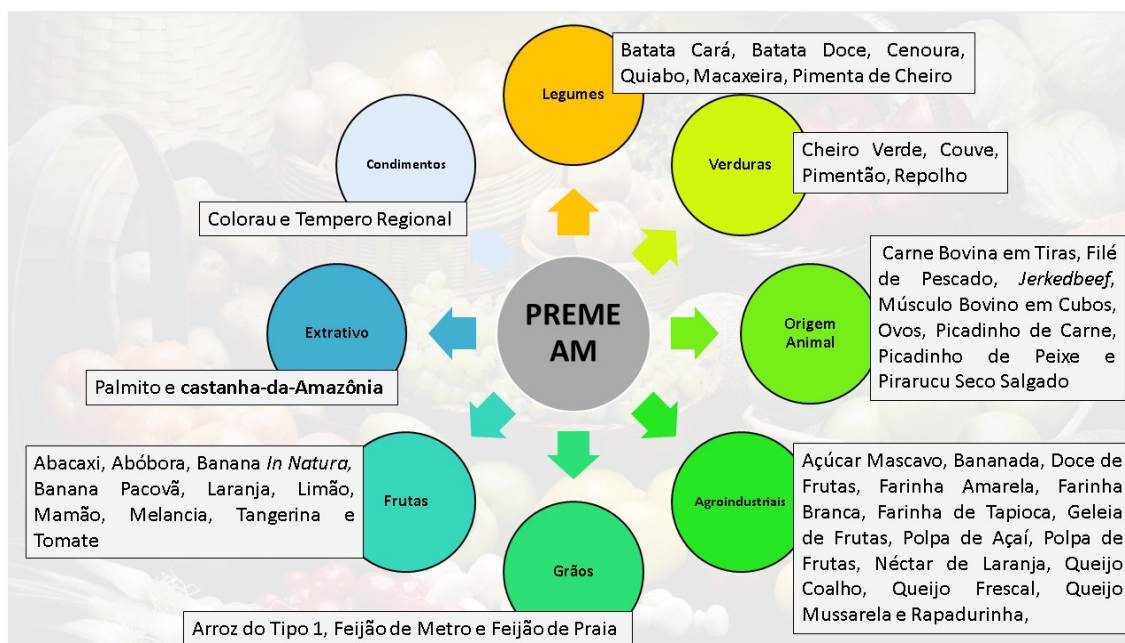 Legumes
Batata Cará, Batata Doce, Cenoura,
Quiabo, Macaxeira, Pimenta de Cheiro
Verduras
Cheiro Verde, Couve,
Pimentão, Repolho
Condimentos
Colorau e Tempero Regional
PREME
AM
Origem
Animal
Carne Bovina em Tiras, Filé
de Pescado, Jerkedbeef,
Músculo Bovino em Cubos,
Ovos, Picadinho de Carne,
Picadinho de Peixe e
Pirarucu Seco Salgado
Extrativo
Palmito e castanha-da-Amazônia
Frutas
Abacaxi, Abóbora, Banana In Natura,
Banana Pacovã, Laranja, Limão,
Mamão, Melancia, Tangerina e
Tomate
Agroindustriais
Açúcar Mascavo, Bananada, Doce de
Frutas, Farinha Amarela, Farinha
Branca, Farinha de Tapioca, Geleia
de Frutas, Polpa de Açaí, Polpa de
Frutas, Néctar de Laranja, Queijo
Coalho, Queijo Frescal, Queijo
Mussarela e Rapadurinha,
Grãos
Arroz do Tipo 1, Feijão de Metro e Feijão de Praia